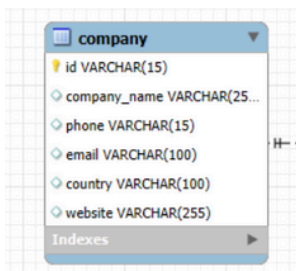 company
id VARCHAR(15)
company_name VARCHAR(25...
phone VARCHAR(15)
email VARCHAR(100)
country VARCHAR(100)
website VARCHAR(255)
Indexes